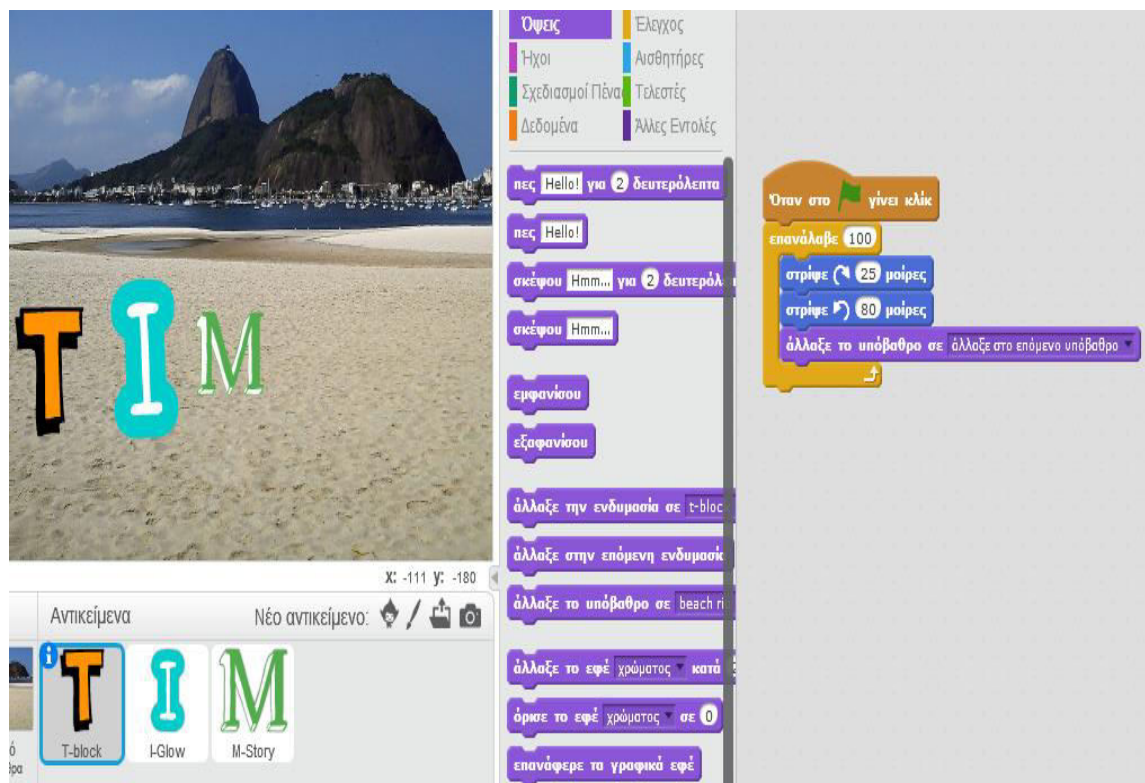 T I M
x: -111 y: -180
Αντικείμενα
Νέο αντικείμενο:
T-block
I-Glow
M-Story
Όψεις
Έλεγχος
Ήχοι
Αισθητήρες
Σχεδιασμοί Πένας
Τελεστές
Δεδομένα
Άλλες Εντολές
πες Hello! για 2 δευτερόλεπτα
πες Hello!
σκέψου Hmm... για 2 δευτερόλ
σκέψου Hmm...
εμφανίσου
εξαφανίσου
άλλαξε την ενδυμασία σε t-bloc
άλλαξε στην επόμενη ενδυμασία
άλλαξε το υπόβαθρο σε beach ri
άλλαξε το εφέ χρώματος κατά
όρισε το εφέ χρώματος σε 0
επανάφερε τα γραφικά εφέ
Όταν στο γίνει κλίκ
επανάλαβε 100
στρίψε 25 μοίρες
στρίψε 80 μοίρες
άλλαξε το υπόβαθρο σε άλλαξε στο επόμενο υπόβαθρο